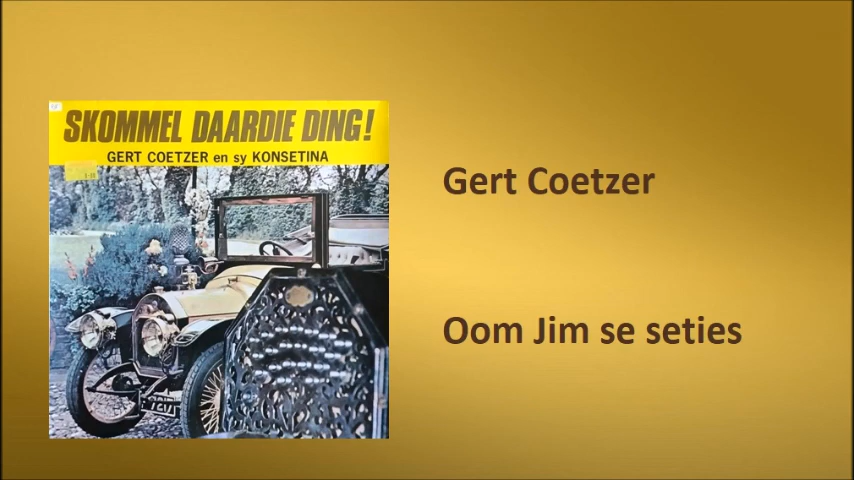 SKOMMEL DAARDIE DING!
GERT COETZER en sy KONSETINA
Gert Coetzer
Oom Jim se seties